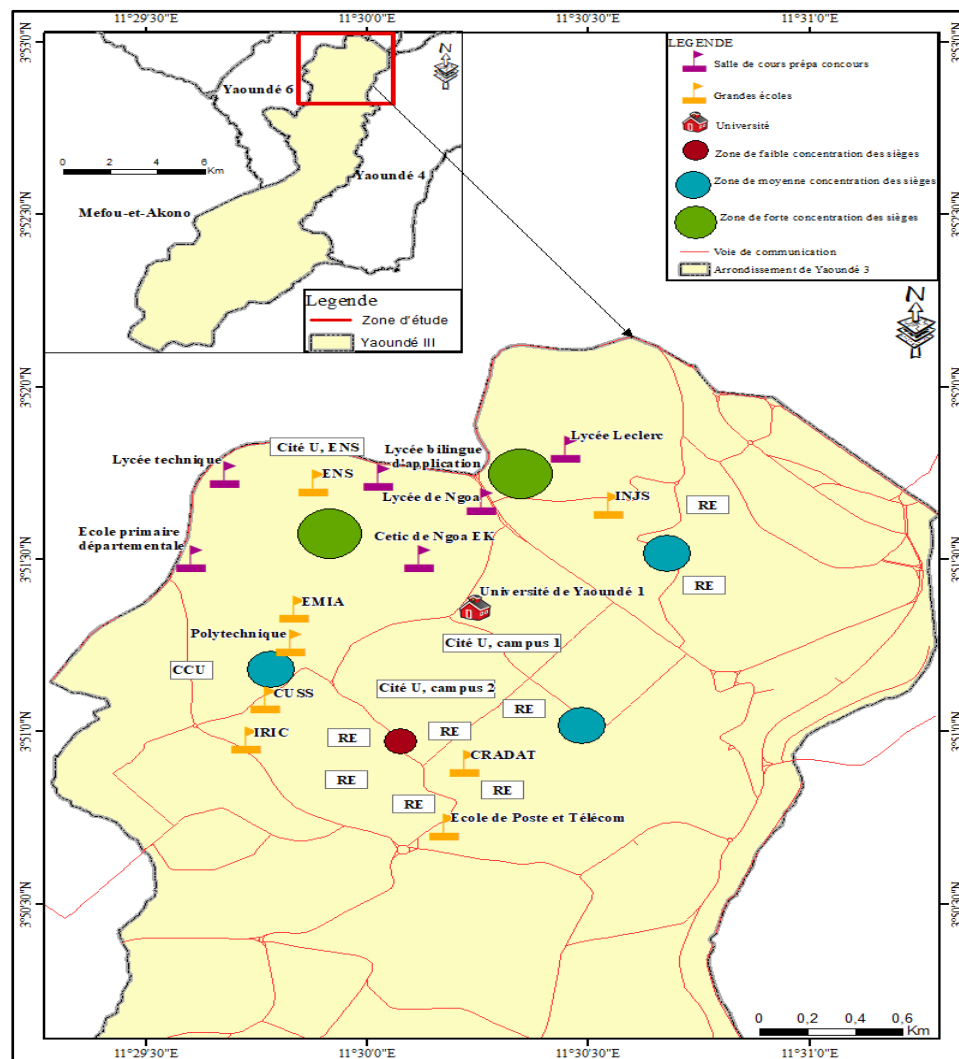 11°29'30"E
11°30'0"E
11°30'30"E
11°31'0"E
3°53'0"N
3°52'30"N
3°52'0"N
3°51'30"N
3°51'0"N
3°50'30"N
3°53'0"N
3°52'30"N
3°52'0"N
3°51'30"N
3°51'0"N
3°50'30"N
Yaoundé 6
N
0 2 4 6
Km
Yaoundé 4
Mefou-et-Akono
Legende
Zone d'étude
Yaoundé III
LEGENDE
Salle de cours prépa concours
Grandes écoles
Université
Zone de faible concentration des sièges
Zone de moyenne concentration des sièges
Zone de forte concentration des sièges
Voie de communication
Arrondissement de Yaoundé 3
N
Lycée Leclerc
Cité U, ENS
Lycée bilingue
d'application
Lycée technique
ENS
Lycée de Ngoa
INJS
RE
Ecole primaire
départementale
Cetic de Ngoa EK
RE
Université de Yaoundé 1
EMIA
Polytechnique
Cité U, campus 1
CCU
Cité U, campus 2
CUSS
RE
IRIC
RE
RE
CRADAT
RE
RE
RE
Ecole de Poste et Télécom
0 0,2 0,4 0,6
Km
11°29'30"E
11°30'0"E
11°30'30"E
11°31'0"E